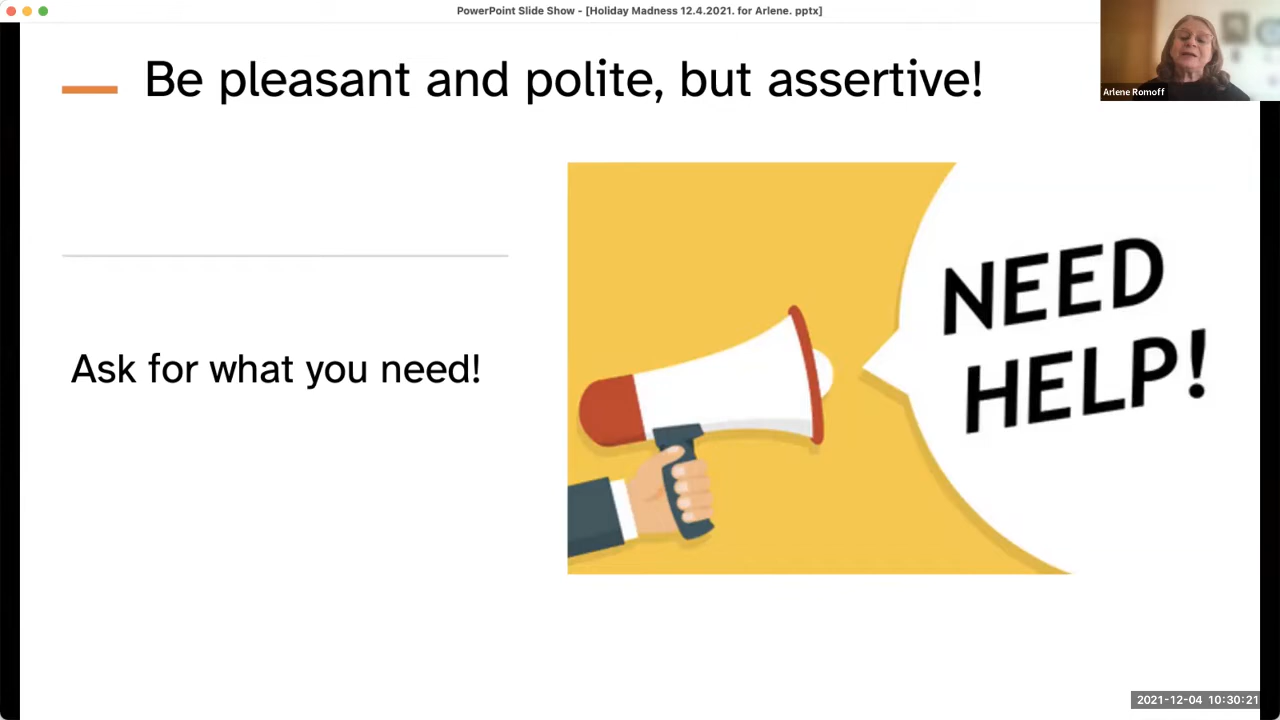 PowerPoint Slide Show - [Holiday Madness 12.4.2021. for Arlene. pptx]
Arlene Romoff
Be pleasant and polite, but assertive!
Ask for what you need!
NEED
HELP!
2021-12-04 10:30:21